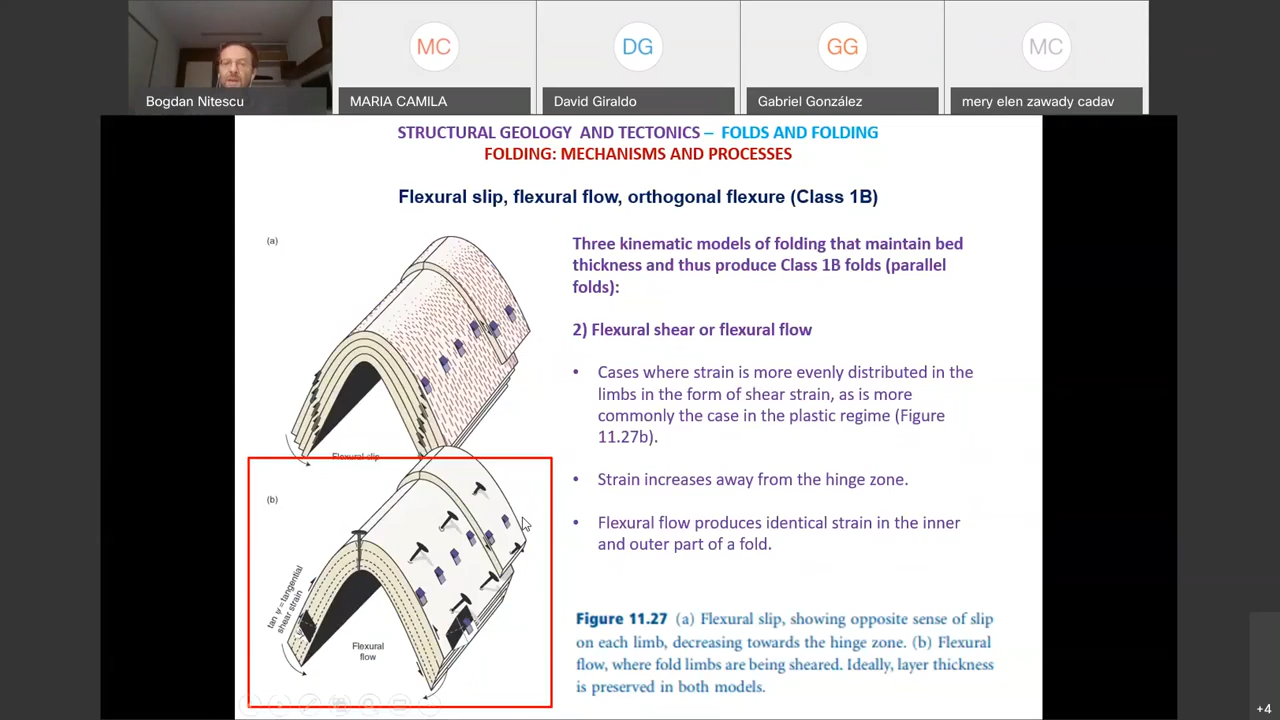 MC
DG
GG
MC
Bogdan Nitescu
MARIA CAMILA
David Giraldo
Gabriel González
mery elen zawady cadav
STRUCTURAL GEOLOGY AND TECTONICS – FOLDS AND FOLDING
FOLDING: MECHANISMS AND PROCESSES
Flexural slip, flexural flow, orthogonal flexure (Class 1B)
(a)
Flexural slip
(b)
tan ψ = tangential
shear strain
Flexural
flow
Three kinematic models of folding that maintain bed
thickness and thus produce Class 1B folds (parallel
folds):
2) Flexural shear or flexural flow
• Cases where strain is more evenly distributed in the
limbs in the form of shear strain, as is more
commonly the case in the plastic regime (Figure
11.27b).
• Strain increases away from the hinge zone.
• Flexural flow produces identical strain in the inner
and outer part of a fold.
Figure 11.27 (a) Flexural slip, showing opposite sense of slip
on each limb, decreasing towards the hinge zone. (b) Flexural
flow, where fold limbs are being sheared. Ideally, layer thickness
is preserved in both models.
+4